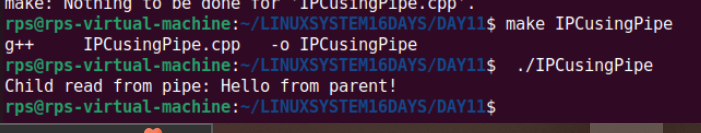 make: Nothing to be done for 'IPCusingPipe.cpp'.
rps@rps-virtual-machine:~/LINUXSYSTEM16DAYS/DAY11$ make IPCusingPipe
g++     IPCusingPipe.cpp   -o IPCusingPipe
rps@rps-virtual-machine:~/LINUXSYSTEM16DAYS/DAY11$  ./IPCusingPipe
Child read from pipe: Hello from parent!
rps@rps-virtual-machine:~/LINUXSYSTEM16DAYS/DAY11$